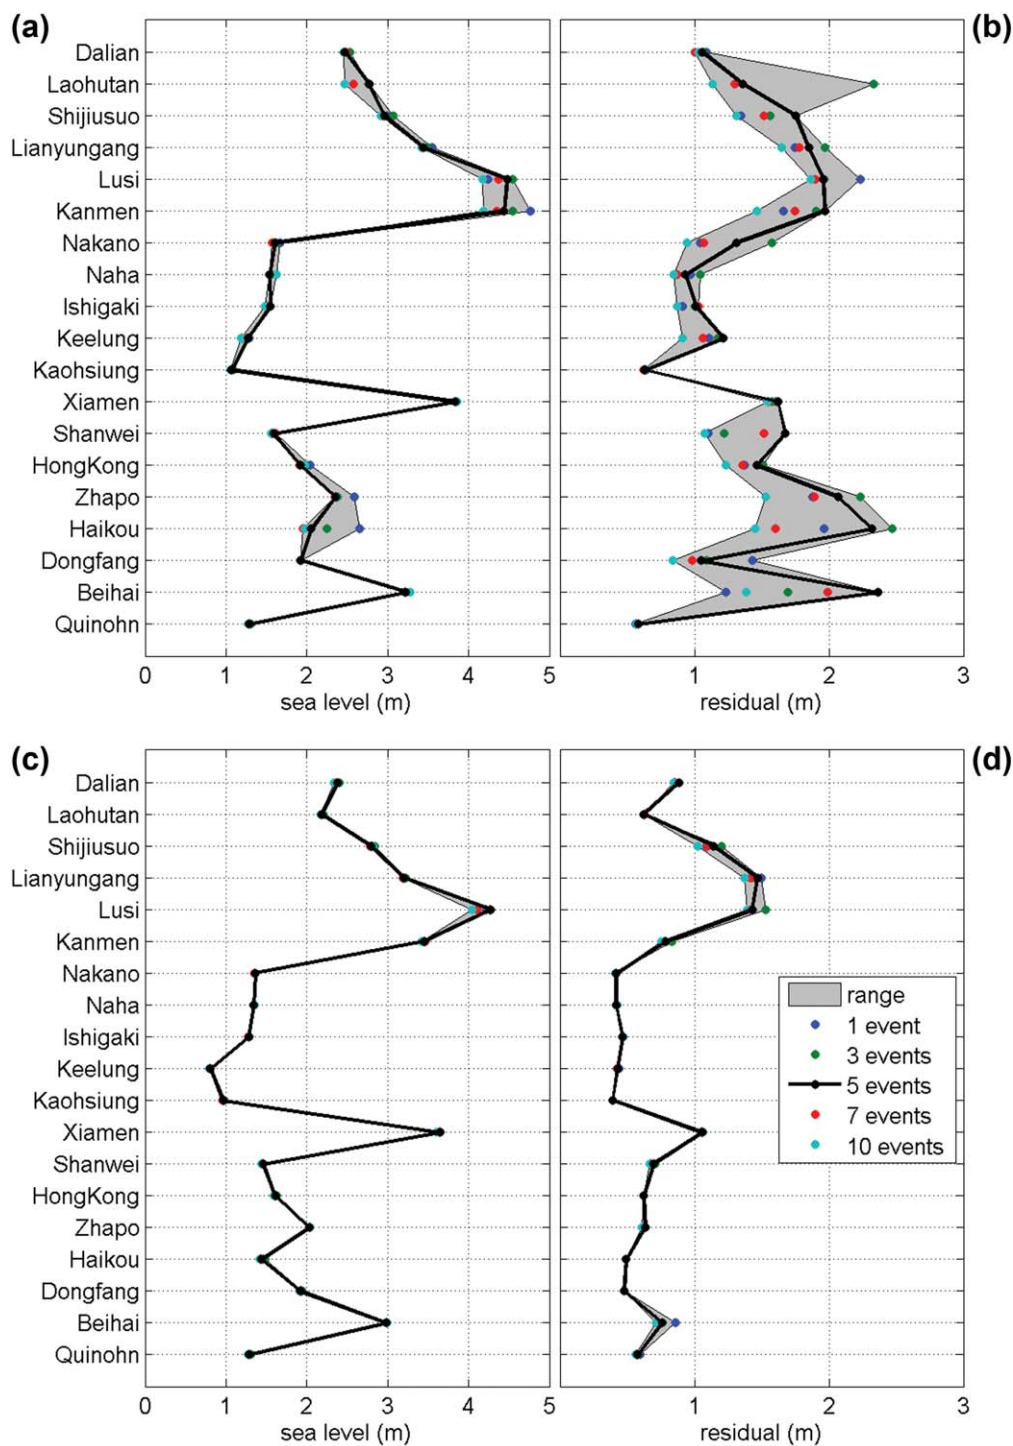 (a)
(b)
Dalian
Laohutan
Shijiusuo
Lianyungang
Lusi
Kanmen
Nakano
Naha
Ishigaki
Keelung
Kaohsiung
Xiamen
Shanwei
HongKong
Zhapo
Haikou
Dongfang
Beihai
Quinohn
0 1 2 3 4 5
1 2 3
sea level (m)
residual (m)
(c)
(d)
Dalian
Laohutan
Shijiusuo
Lianyungang
Lusi
Kanmen
Nakano
Naha
Ishigaki
Keelung
Kaohsiung
Xiamen
Shanwei
HongKong
Zhapo
Haikou
Dongfang
Beihai
Quinohn
range
1 event
3 events
5 events
7 events
10 events
0 1 2 3 4 5
1 2 3
sea level (m)
residual (m)